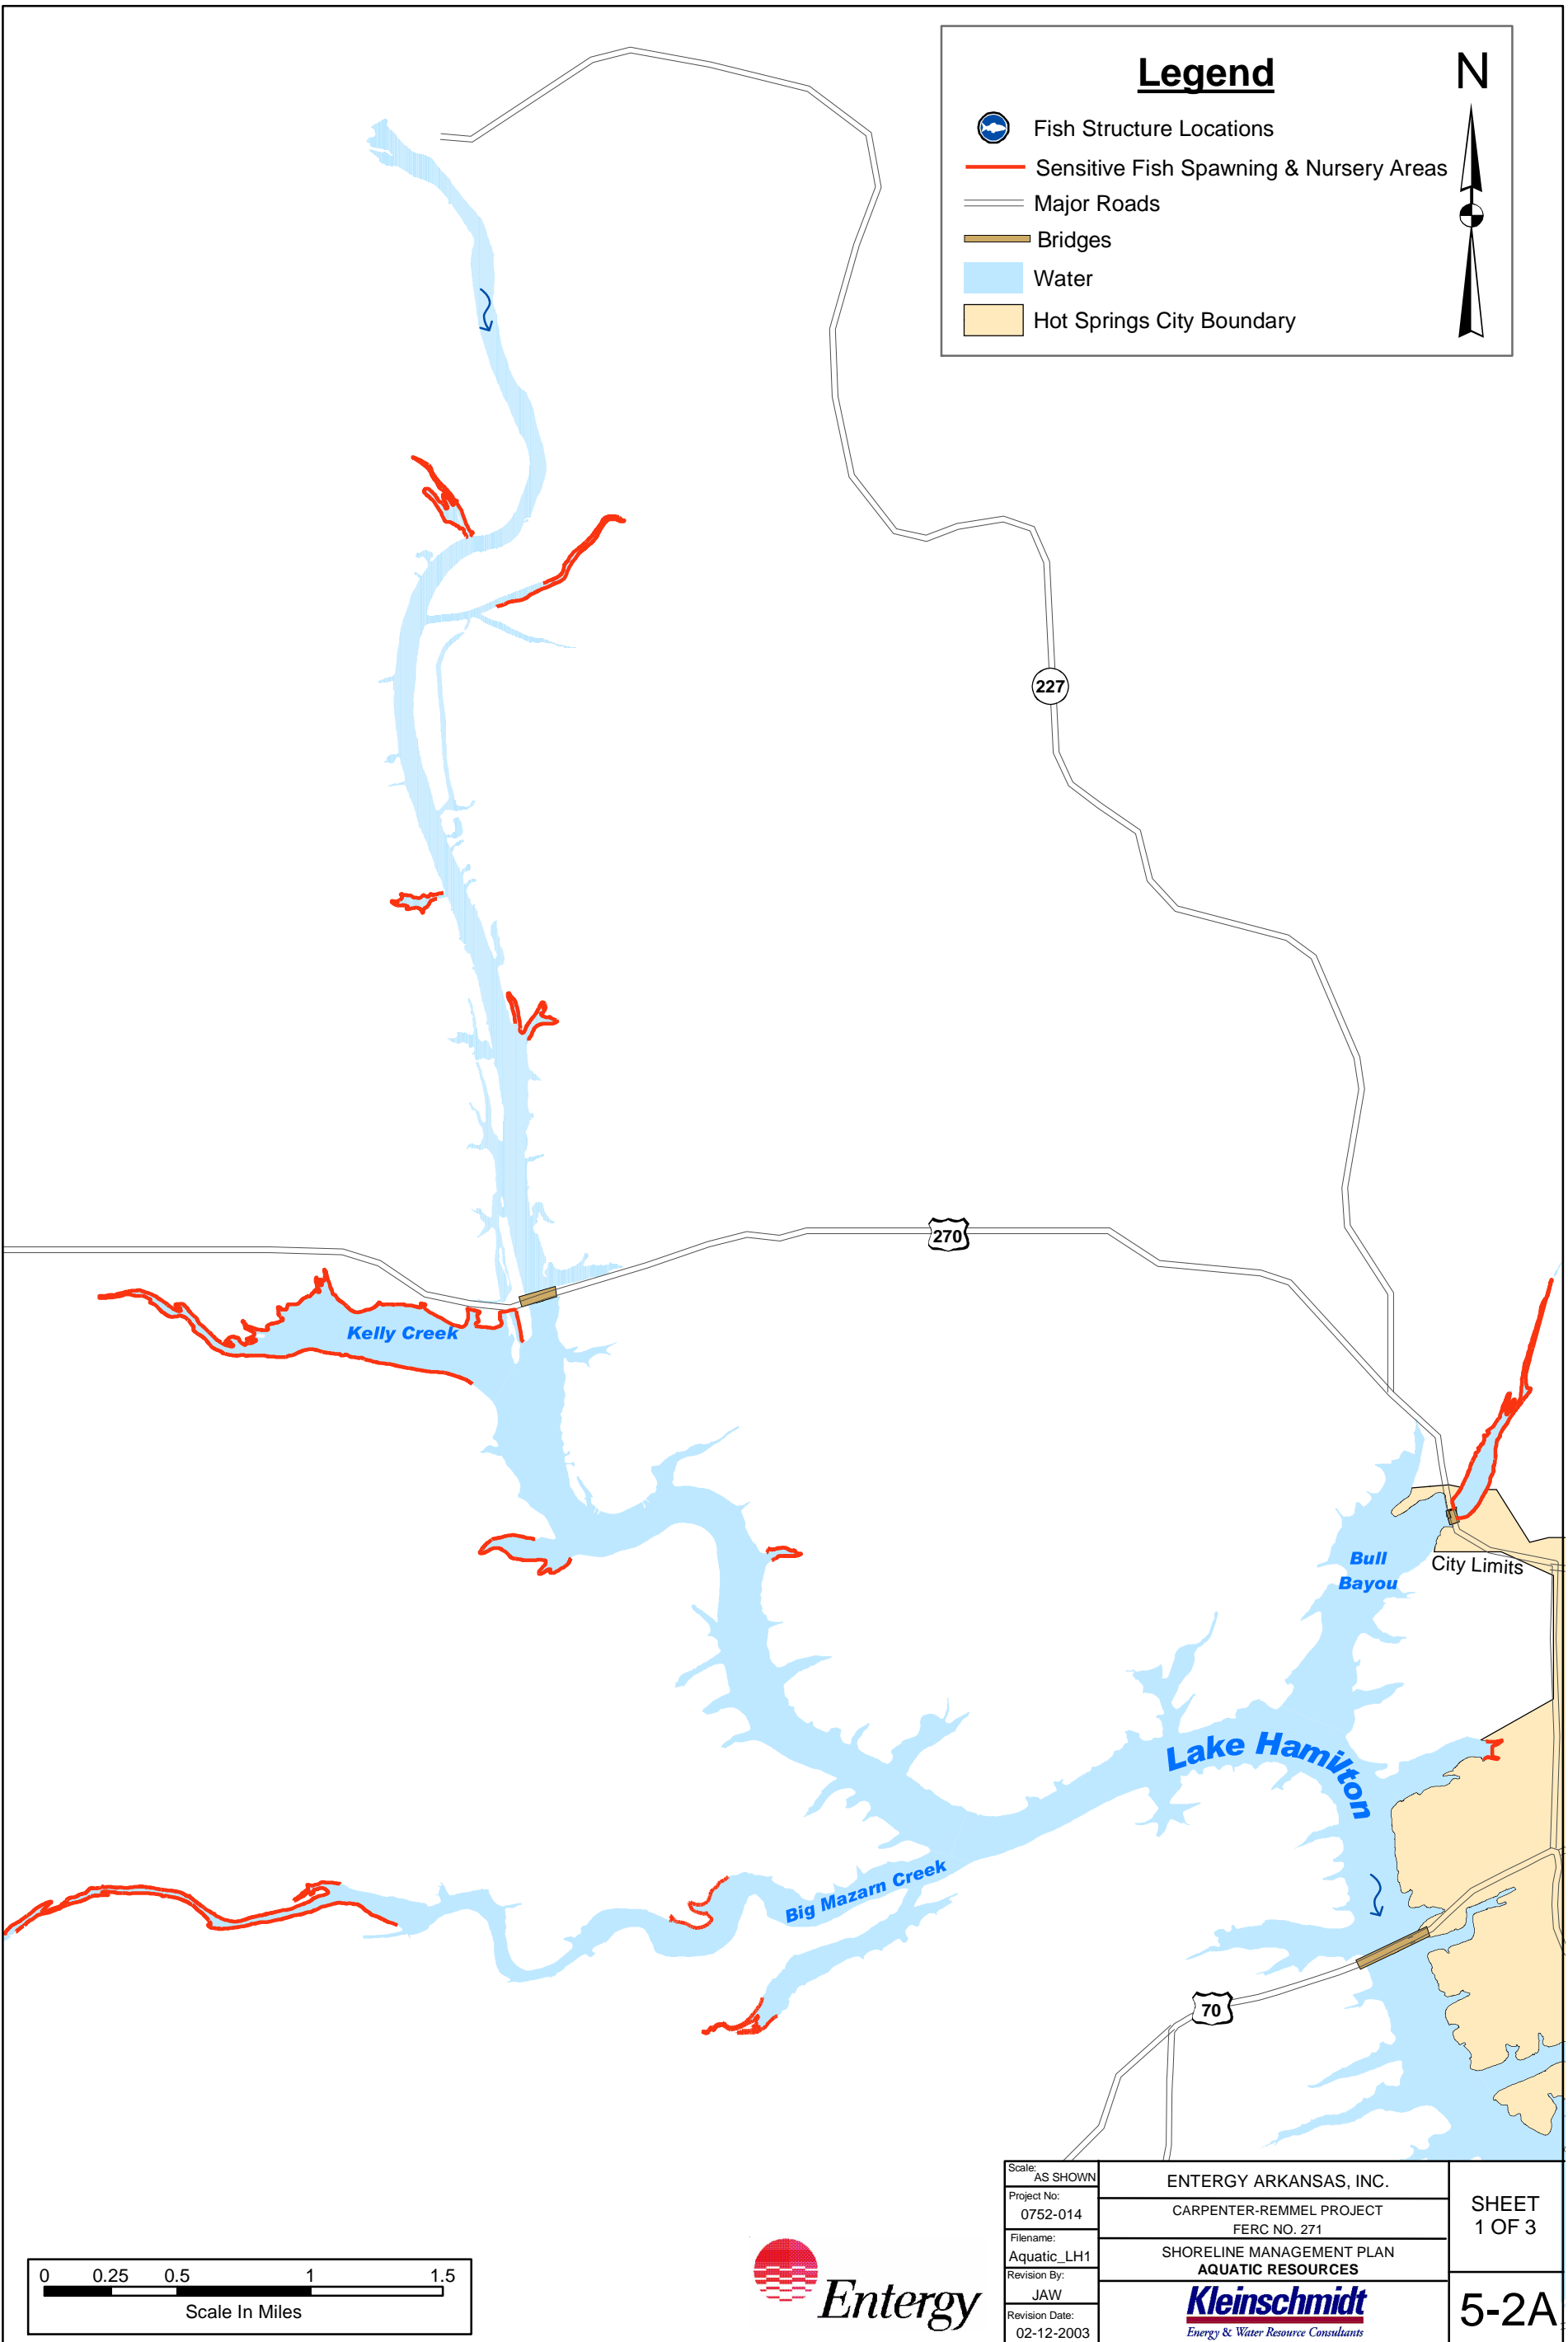 Legend
N
Fish Structure Locations
Sensitive Fish Spawning & Nursery Areas
Major Roads
Bridges
Water
Hot Springs City Boundary
227
270
Kelly Creek
Bull
Bayou
City Limits
Lake Hamilton
Big Mazarn Creek
70
0 0.25 0.5 1 1.5
Scale In Miles
Entergy
Scale:
AS SHOWN
Project No:
0752-014
Filename:
Aquatic_LH1
Revision By:
JAW
Revision Date:
02-12-2003
ENTERGY ARKANSAS, INC.
CARPENTER-REMMEL PROJECT
FERC NO. 271
SHORELINE MANAGEMENT PLAN
AQUATIC RESOURCES
Kleinschmidt
Energy & Water Resource Consultants
SHEET
1 OF 3
5-2A